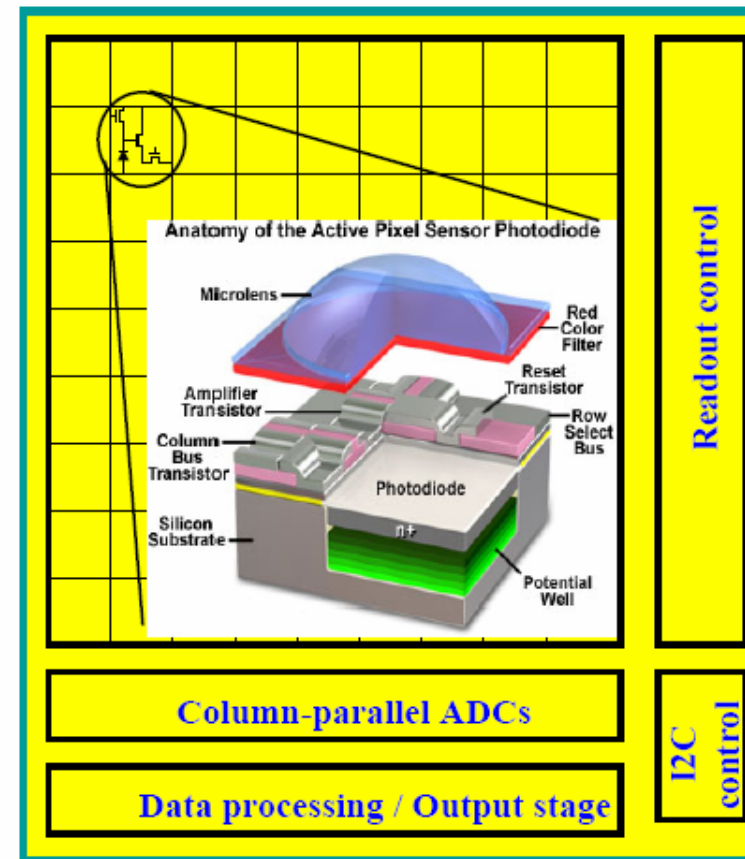 Anatomy of the Active Pixel Sensor Photodiode
Microlens
Red
Color
Filter
Amplifier
Transistor
Reset
Transistor
Row
Select
Bus
Column
Bus
Transistor
Photodiode
n+
Silicon
Substrate
Potential
Well
Readout control
Column-parallel ADCs
I2C
control
Data processing / Output stage